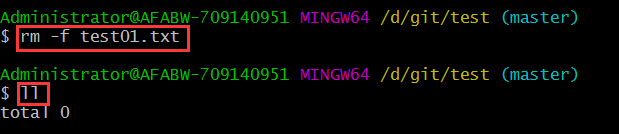 Administrator@AFABW-709140951 MINGW64 /d/git/test (master)
$ rm -f test01.txt
Administrator@AFABW-709140951 MINGW64 /d/git/test (master)
$ ll
total 0